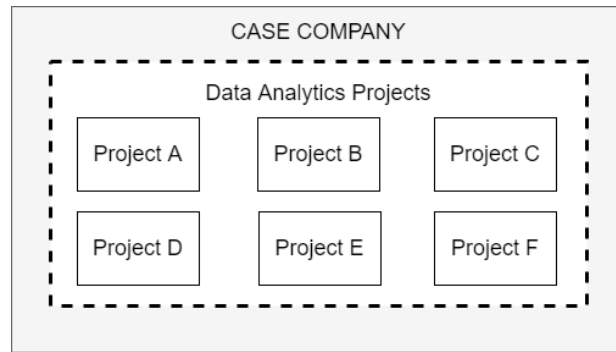 CASE COMPANY
Data Analytics Projects
Project A
Project B
Project C
Project D
Project E
Project F